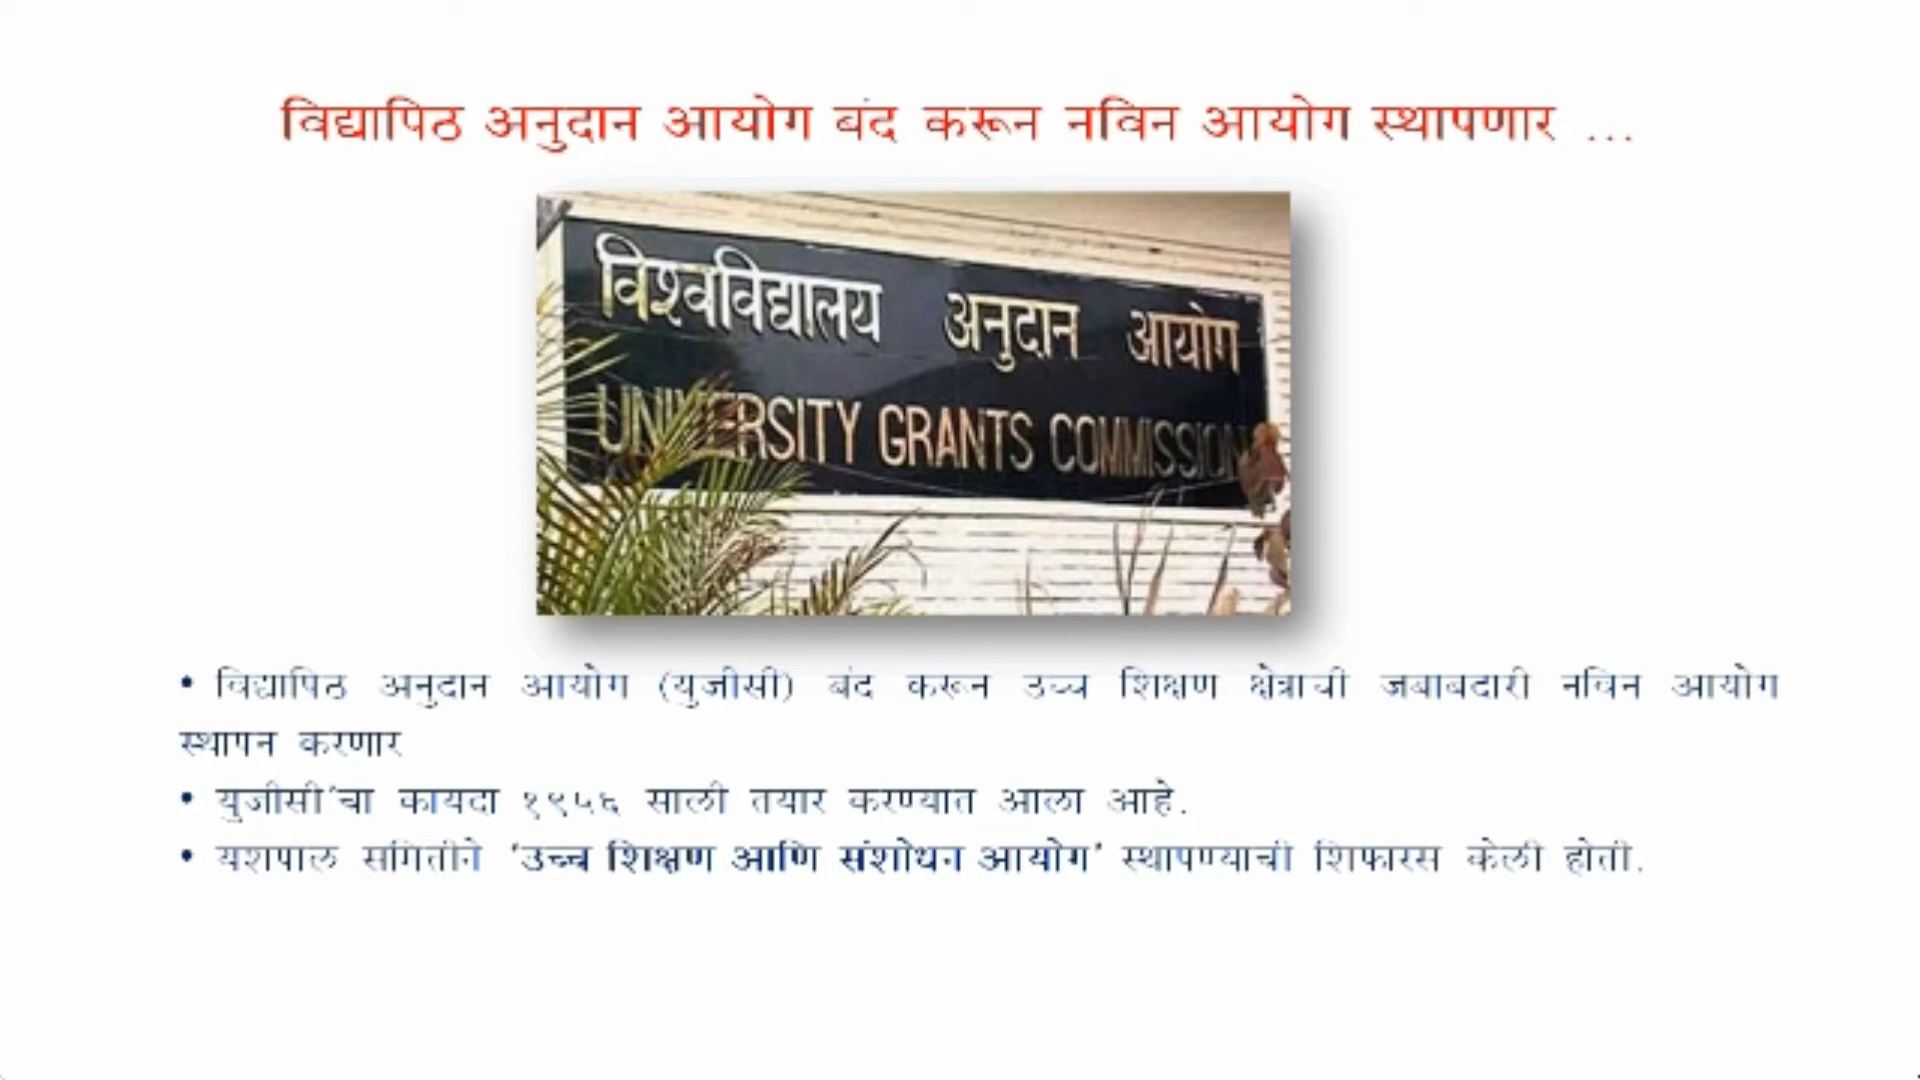 विद्यापिठ अनुदान आयोग बंद करून नविन आयोग स्थापणार ...
विश्वविद्यालय अनुदान आयोग
UNIVERSITY GRANTS COMMISSION
• विद्यापिठ अनुदान आयोग (युजीसी) बंद करून उच्च शिक्षण क्षेत्राची जबाबदारी नविन आयोग
स्थापन करणार
• युजीसी'चा कायदा १९५६ साली तयार करण्यात आला आहे.
• यशपाल समितीने 'उच्च शिक्षण आणि संशोधन आयोग' स्थापण्याची शिफारस केली होती.